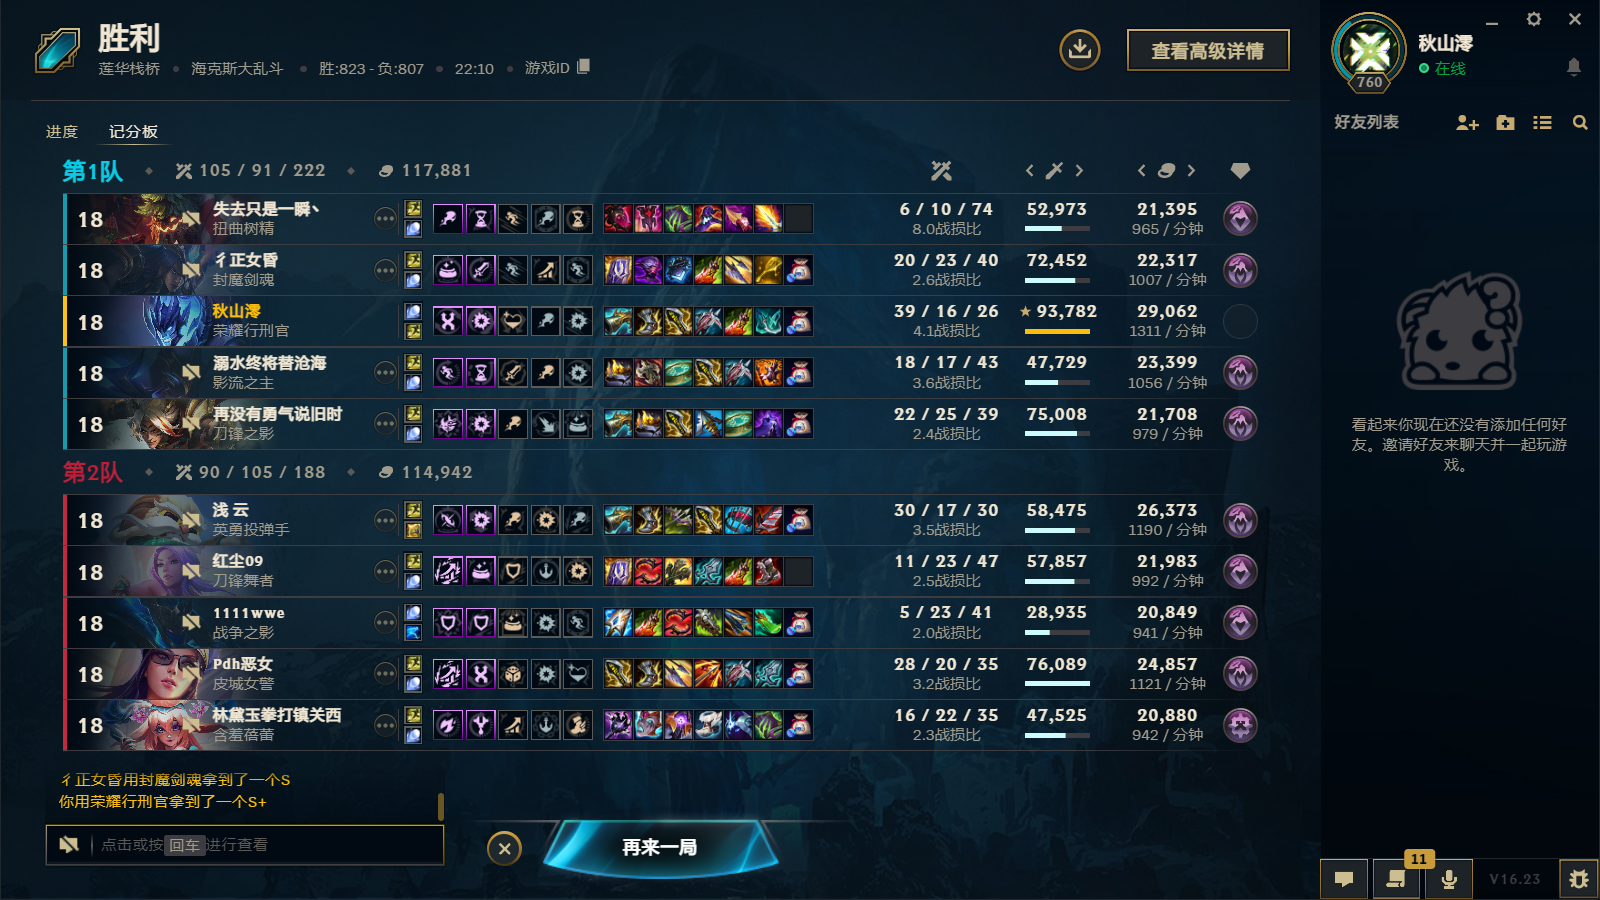 胜利
莲华栈桥 • 海克斯大乱斗 • 胜:823 - 负:807 • 22:10 • 游戏ID
查看高级详情
进度 记分板
第1队 105 / 91 / 222 117,881
18 失去只是一瞬丶 6 / 10 / 74 52,973 21,395
扭曲树精 8.0战损比 965 / 分钟
18 彳正女昏 20 / 23 / 40 72,452 22,317
封魔剑魂 2.6战损比 1007 / 分钟
18 秋山澪 39 / 16 / 26 93,782 29,062
荣耀行刑官 4.1战损比 1311 / 分钟
18 溺水终将替沧海 18 / 17 / 43 47,729 23,399
影流之主 3.6战损比 1056 / 分钟
18 再没有勇气说旧时 22 / 25 / 39 75,008 21,708
刀锋之影 2.4战损比 979 / 分钟
第2队 90 / 105 / 188 114,942
18 浅 云 30 / 17 / 30 58,475 26,373
英勇投弹手 3.5战损比 1190 / 分钟
18 红尘09 11 / 23 / 47 57,857 21,983
刀锋舞者 2.5战损比 992 / 分钟
18 1111wwe 5 / 23 / 41 28,935 20,849
战争之影 2.0战损比 941 / 分钟
18 Pdh恶女 28 / 20 / 35 76,089 24,857
皮城女警 3.2战损比 1121 / 分钟
18 林黛玉拳打镇关西 16 / 22 / 35 47,525 20,880
含羞蓓蕾 2.3战损比 942 / 分钟
彳正女昏用封魔剑魂拿到了一个S
你用荣耀行刑官拿到了一个S+
点击或按 回车 进行查看
再来一局
秋山澪
在线
760
好友列表
看起来你现在还没有添加任何好
友。邀请好友来聊天并一起玩游
戏。
11
V16.23